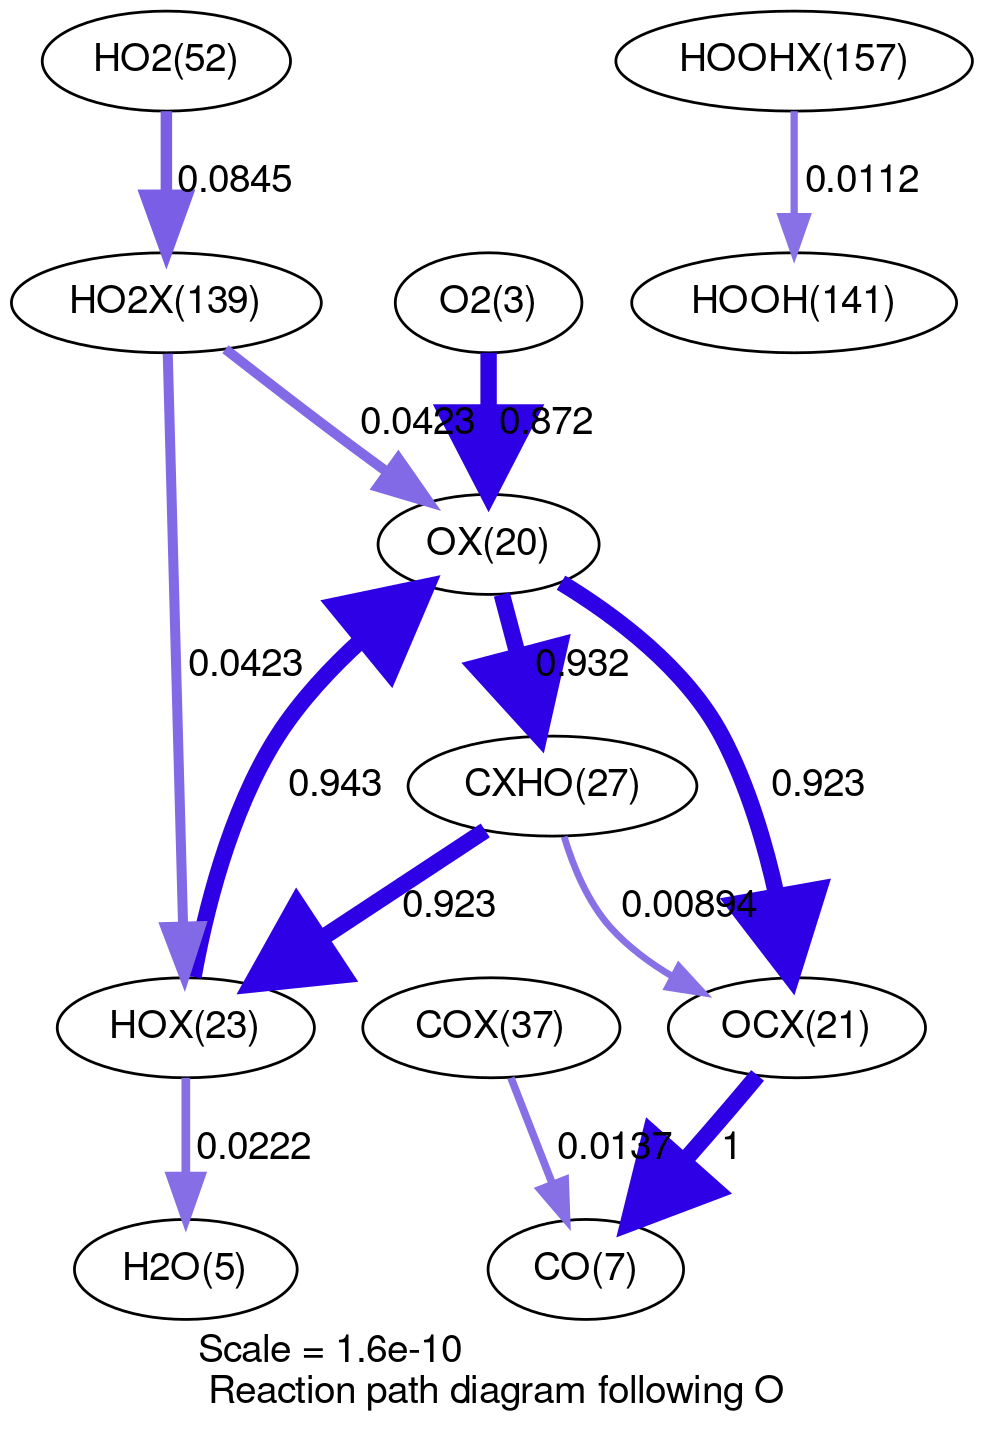 HO2(52)
HOOHX(157)
0.0845
0.0112
HO2X(139)
O2(3)
HOOH(141)
0.0423
0.872
OX(20)
0.0423
0.932
0.943
CXHO(27)
0.923
0.923
0.00894
HOX(23)
COX(37)
OCX(21)
0.0222
0.0137
1
H2O(5)
CO(7)
Scale = 1.6e-10
Reaction path diagram following O